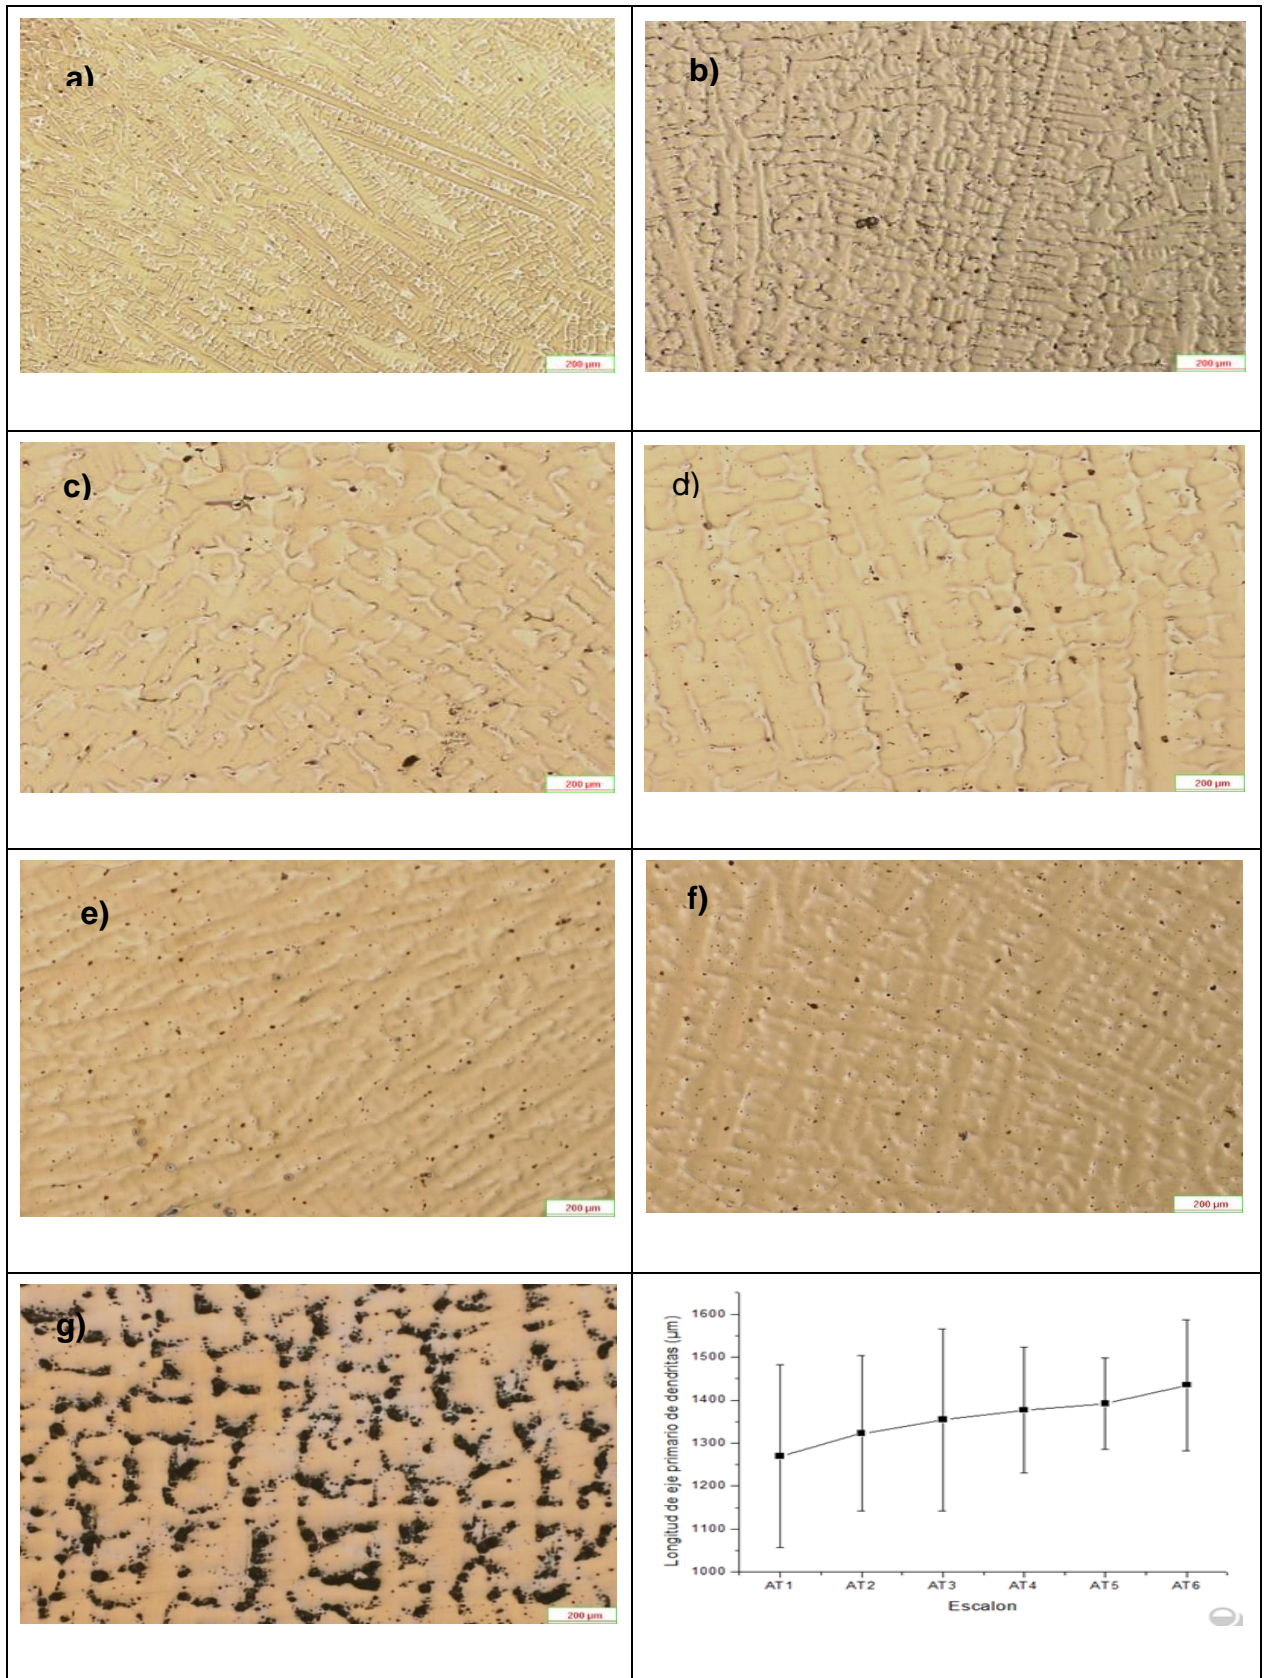 a)
b)
200 µm
200 µm
c)
d)
200 µm
200 µm
e)
f)
200 µm
200 µm
g)
200 µm
Longitud de eje primario de dendritas (µm)
1600
1500
1400
1300
1200
1100
1000
AT1 AT2 AT3 AT4 AT5 AT6
Escalon